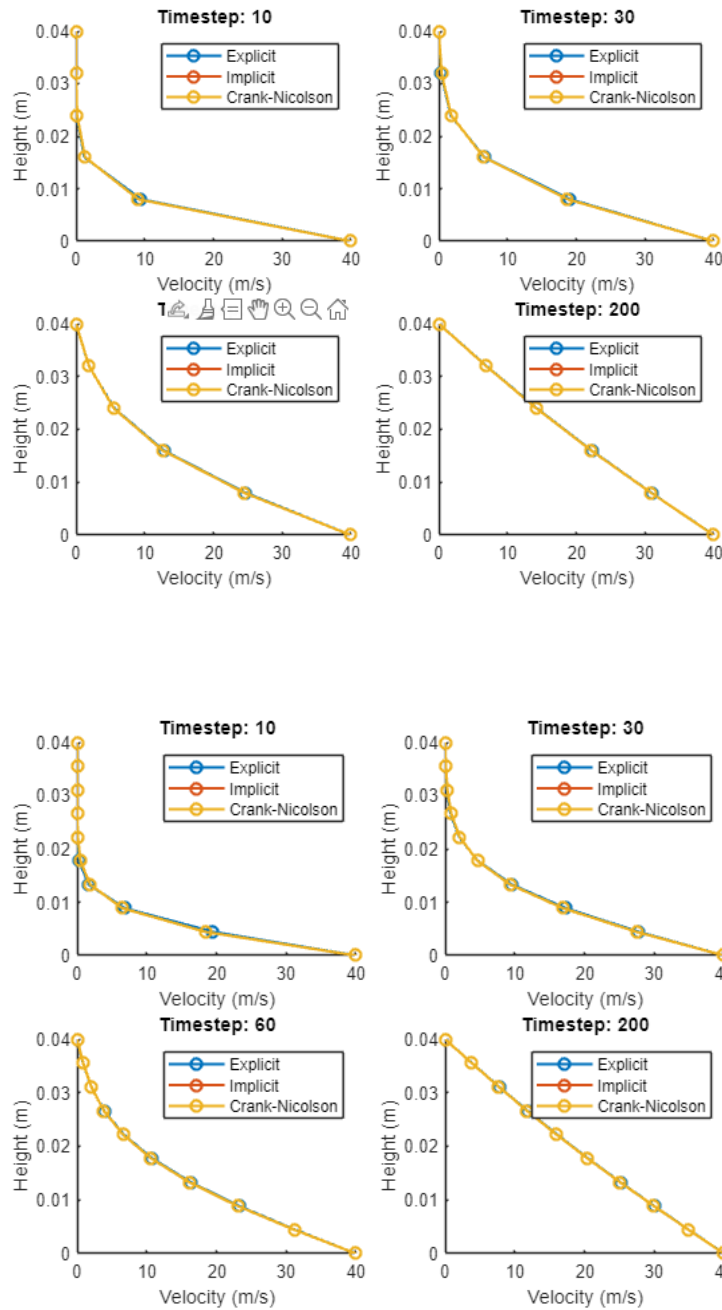 Timestep: 10
0.04
0.03
0.02
0.01
0
Height (m)
Explicit
Implicit
Crank-Nicolson
0 10 20 30 40
Velocity (m/s)
Timestep: 30
0.04
0.03
0.02
0.01
0
Height (m)
Explicit
Implicit
Crank-Nicolson
0 10 20 30 40
Velocity (m/s)
0.04
0.03
0.02
0.01
0
Height (m)
Explicit
Implicit
Crank-Nicolson
0 10 20 30 40
Velocity (m/s)
Timestep: 200
0.04
0.03
0.02
0.01
0
Height (m)
Explicit
Implicit
Crank-Nicolson
0 10 20 30 40
Velocity (m/s)
Timestep: 10
0.04
0.03
0.02
0.01
0
Height (m)
Explicit
Implicit
Crank-Nicolson
0 10 20 30 40
Velocity (m/s)
Timestep: 30
0.04
0.03
0.02
0.01
0
Height (m)
Explicit
Implicit
Crank-Nicolson
0 10 20 30 40
Velocity (m/s)
Timestep: 60
0.04
0.03
0.02
0.01
0
Height (m)
Explicit
Implicit
Crank-Nicolson
0 10 20 30 40
Velocity (m/s)
Timestep: 200
0.04
0.03
0.02
0.01
0
Height (m)
Explicit
Implicit
Crank-Nicolson
0 10 20 30 40
Velocity (m/s)